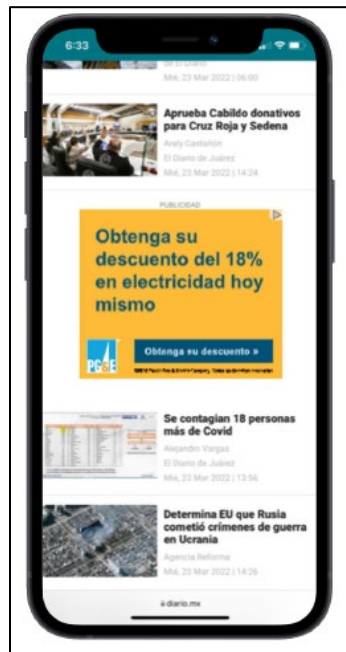 6:33
de El Diario
Mié, 23 Mar 2022 | 06:00
Aprueba Cabildo donativos
para Cruz Roja y Sedena
Araly Castañón
El Diario de Juárez
Mié, 23 Mar 2022 | 14:24
PUBLICIDAD
Obtenga su
descuento del 18%
en electricidad hoy
mismo
PG&E
Obtenga su descuento »
Se contagian 18 personas
más de Covid
Alejandro Vargas
El Diario de Juárez
Mié, 23 Mar 2022 | 13:56
Determina EU que Rusia
cometió crímenes de guerra
en Ucrania
Agencia Reforma
Mié, 23 Mar 2022 | 14:26
diario.mx